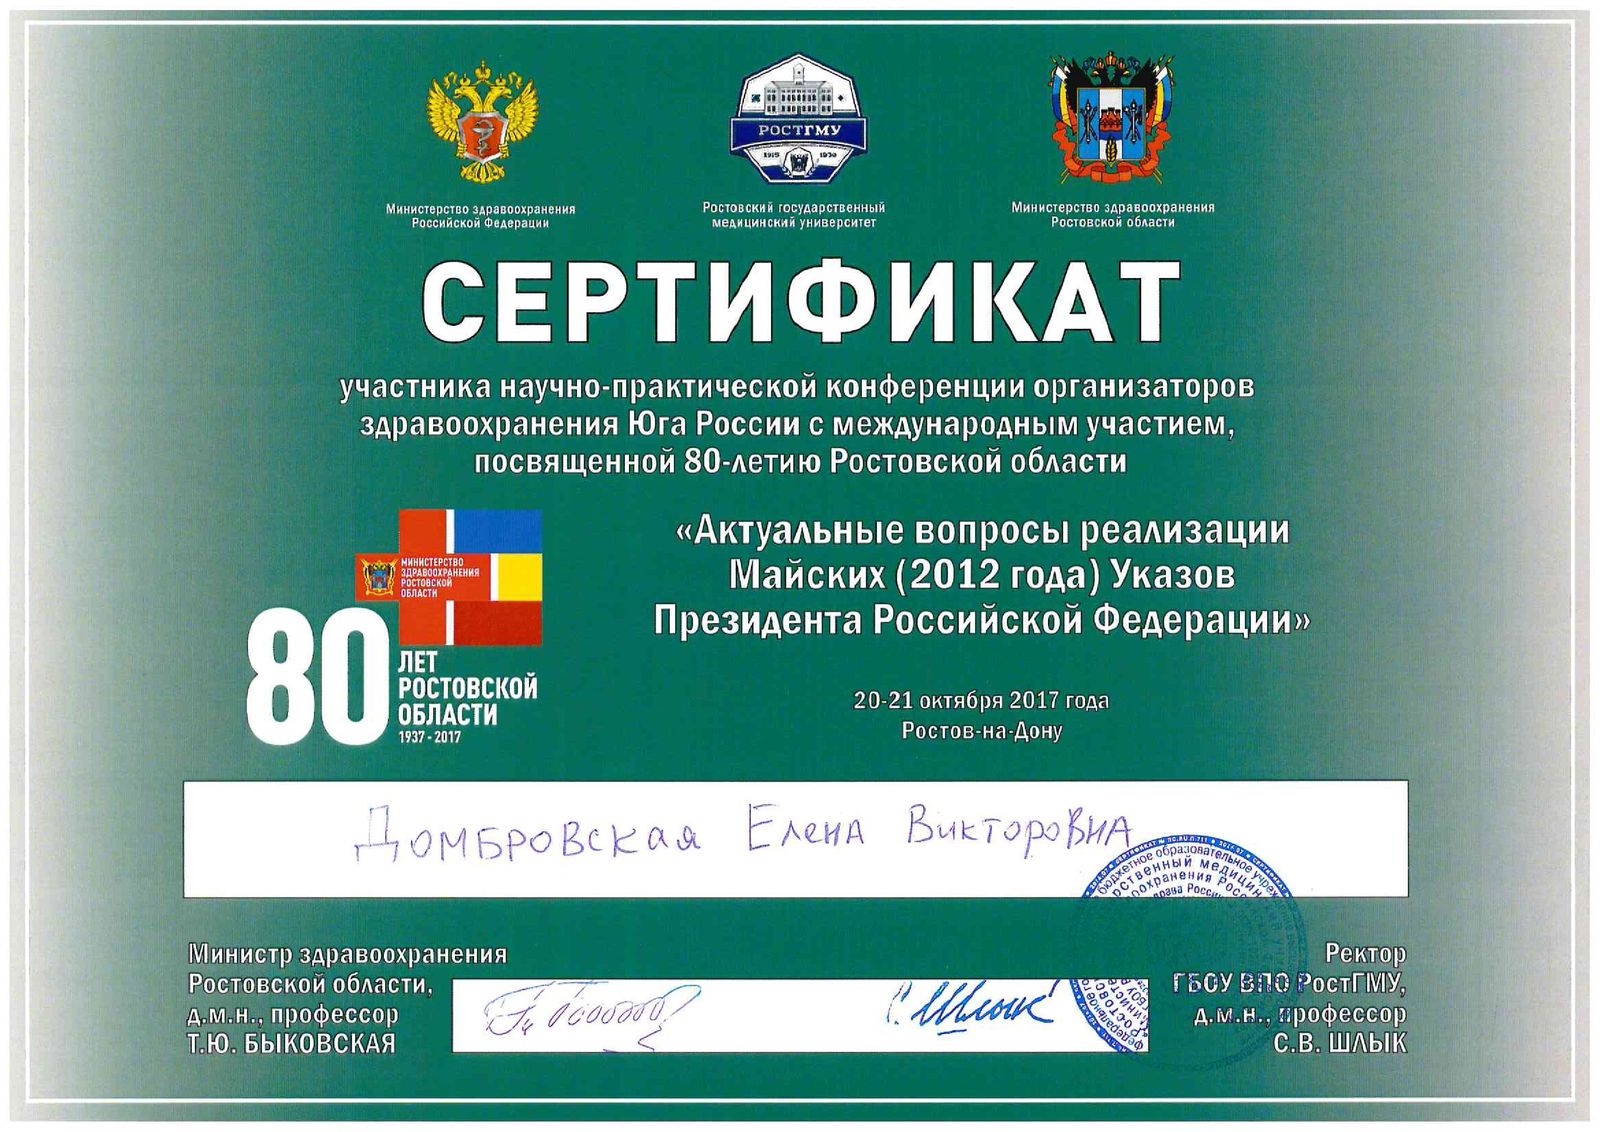 РОСТГМУ
1915 1930
Министерство здравоохранения
Российской Федерации
Ростовский государственный
медицинский университет
Министерство здравоохранения
Ростовской области
СЕРТИФИКАТ
участника научно-практической конференции организаторов
здравоохранения Юга России с международным участием,
посвященной 80-летию Ростовской области
МИНИСТЕРСТВО
ЗДРАВООХРАНЕНИЯ
РОСТОВСКОЙ
ОБЛАСТИ
80 ЛЕТ
РОСТОВСКОЙ
ОБЛАСТИ
1937 - 2017
«Актуальные вопросы реализации
Майских (2012 года) Указов
Президента Российской Федерации»
20-21 октября 2017 года
Ростов-на-Дону
Домбровская Елена Викторовна
Министр здравоохранения
Ростовской области,
д.м.н., профессор
Т.Ю. БЫКОВСКАЯ
С. Шлык
Ректор
ГБОУ ВПО РостГМУ,
д.м.н., профессор
С.В. ШЛЫК